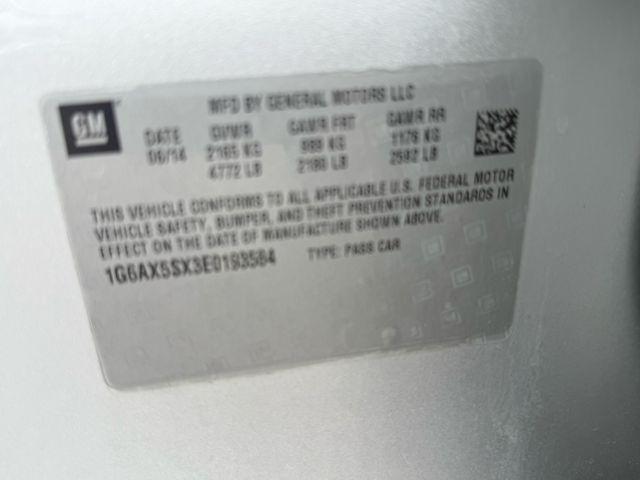 GM
MFD BY GENERAL MOTORS LLC
DATE GVWR GAWR FRT GAWR RR
06/14 2165 KG 989 KG 1176 KG
4772 LB 2180 LB 2592 LB
THIS VEHICLE CONFORMS TO ALL APPLICABLE U.S. FEDERAL MOTOR
VEHICLE SAFETY, BUMPER, AND THEFT PREVENTION STANDARDS IN
EFFECT ON THE DATE OF MANUFACTURE SHOWN ABOVE.
1G6AX5SX3E0193564 TYPE: PASS CAR